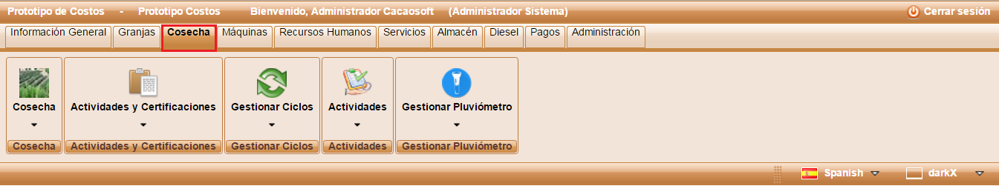 Prototipo de Costos - Prototipo Costos Bienvenido, Administrador Cacaosoft (Administrador Sistema) Cerrar sesión
Información General Granjas Cosecha Máquinas Recursos Humanos Servicios Almacén Diesel Pagos Administración
Cosecha Actividades y Certificaciones Gestionar Ciclos Actividades Gestionar Pluviómetro
Cosecha Actividades y Certificaciones Gestionar Ciclos Actividades Gestionar Pluviómetro
Spanish darkX